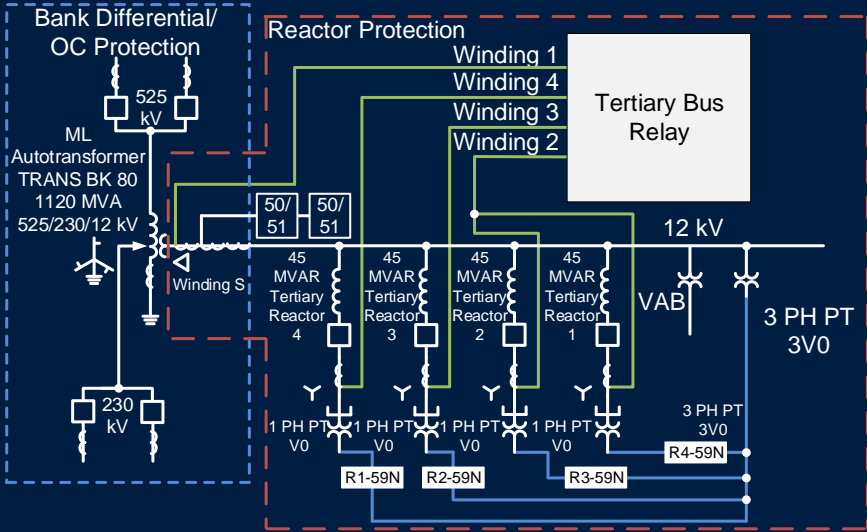 Bank Differential/
OC Protection
Reactor Protection
Winding 1
Winding 4
Winding 3
Winding 2
Tertiary Bus
Relay
525
kV
ML
Autotransformer
TRANS BK 80
1120 MVA
525/230/12 kV
50/
51
50/
51
Winding S
12 kV
45
MVAR
Tertiary
Reactor
4
45
MVAR
Tertiary
Reactor
3
45
MVAR
Tertiary
Reactor
2
45
MVAR
Tertiary
Reactor
1
VAB
3 PH PT
3V0
230
kV
1 PH PT
V0
1 PH PT
V0
1 PH PT
V0
1 PH PT
V0
3 PH PT
3V0
R1-59N
R2-59N
R3-59N
R4-59N